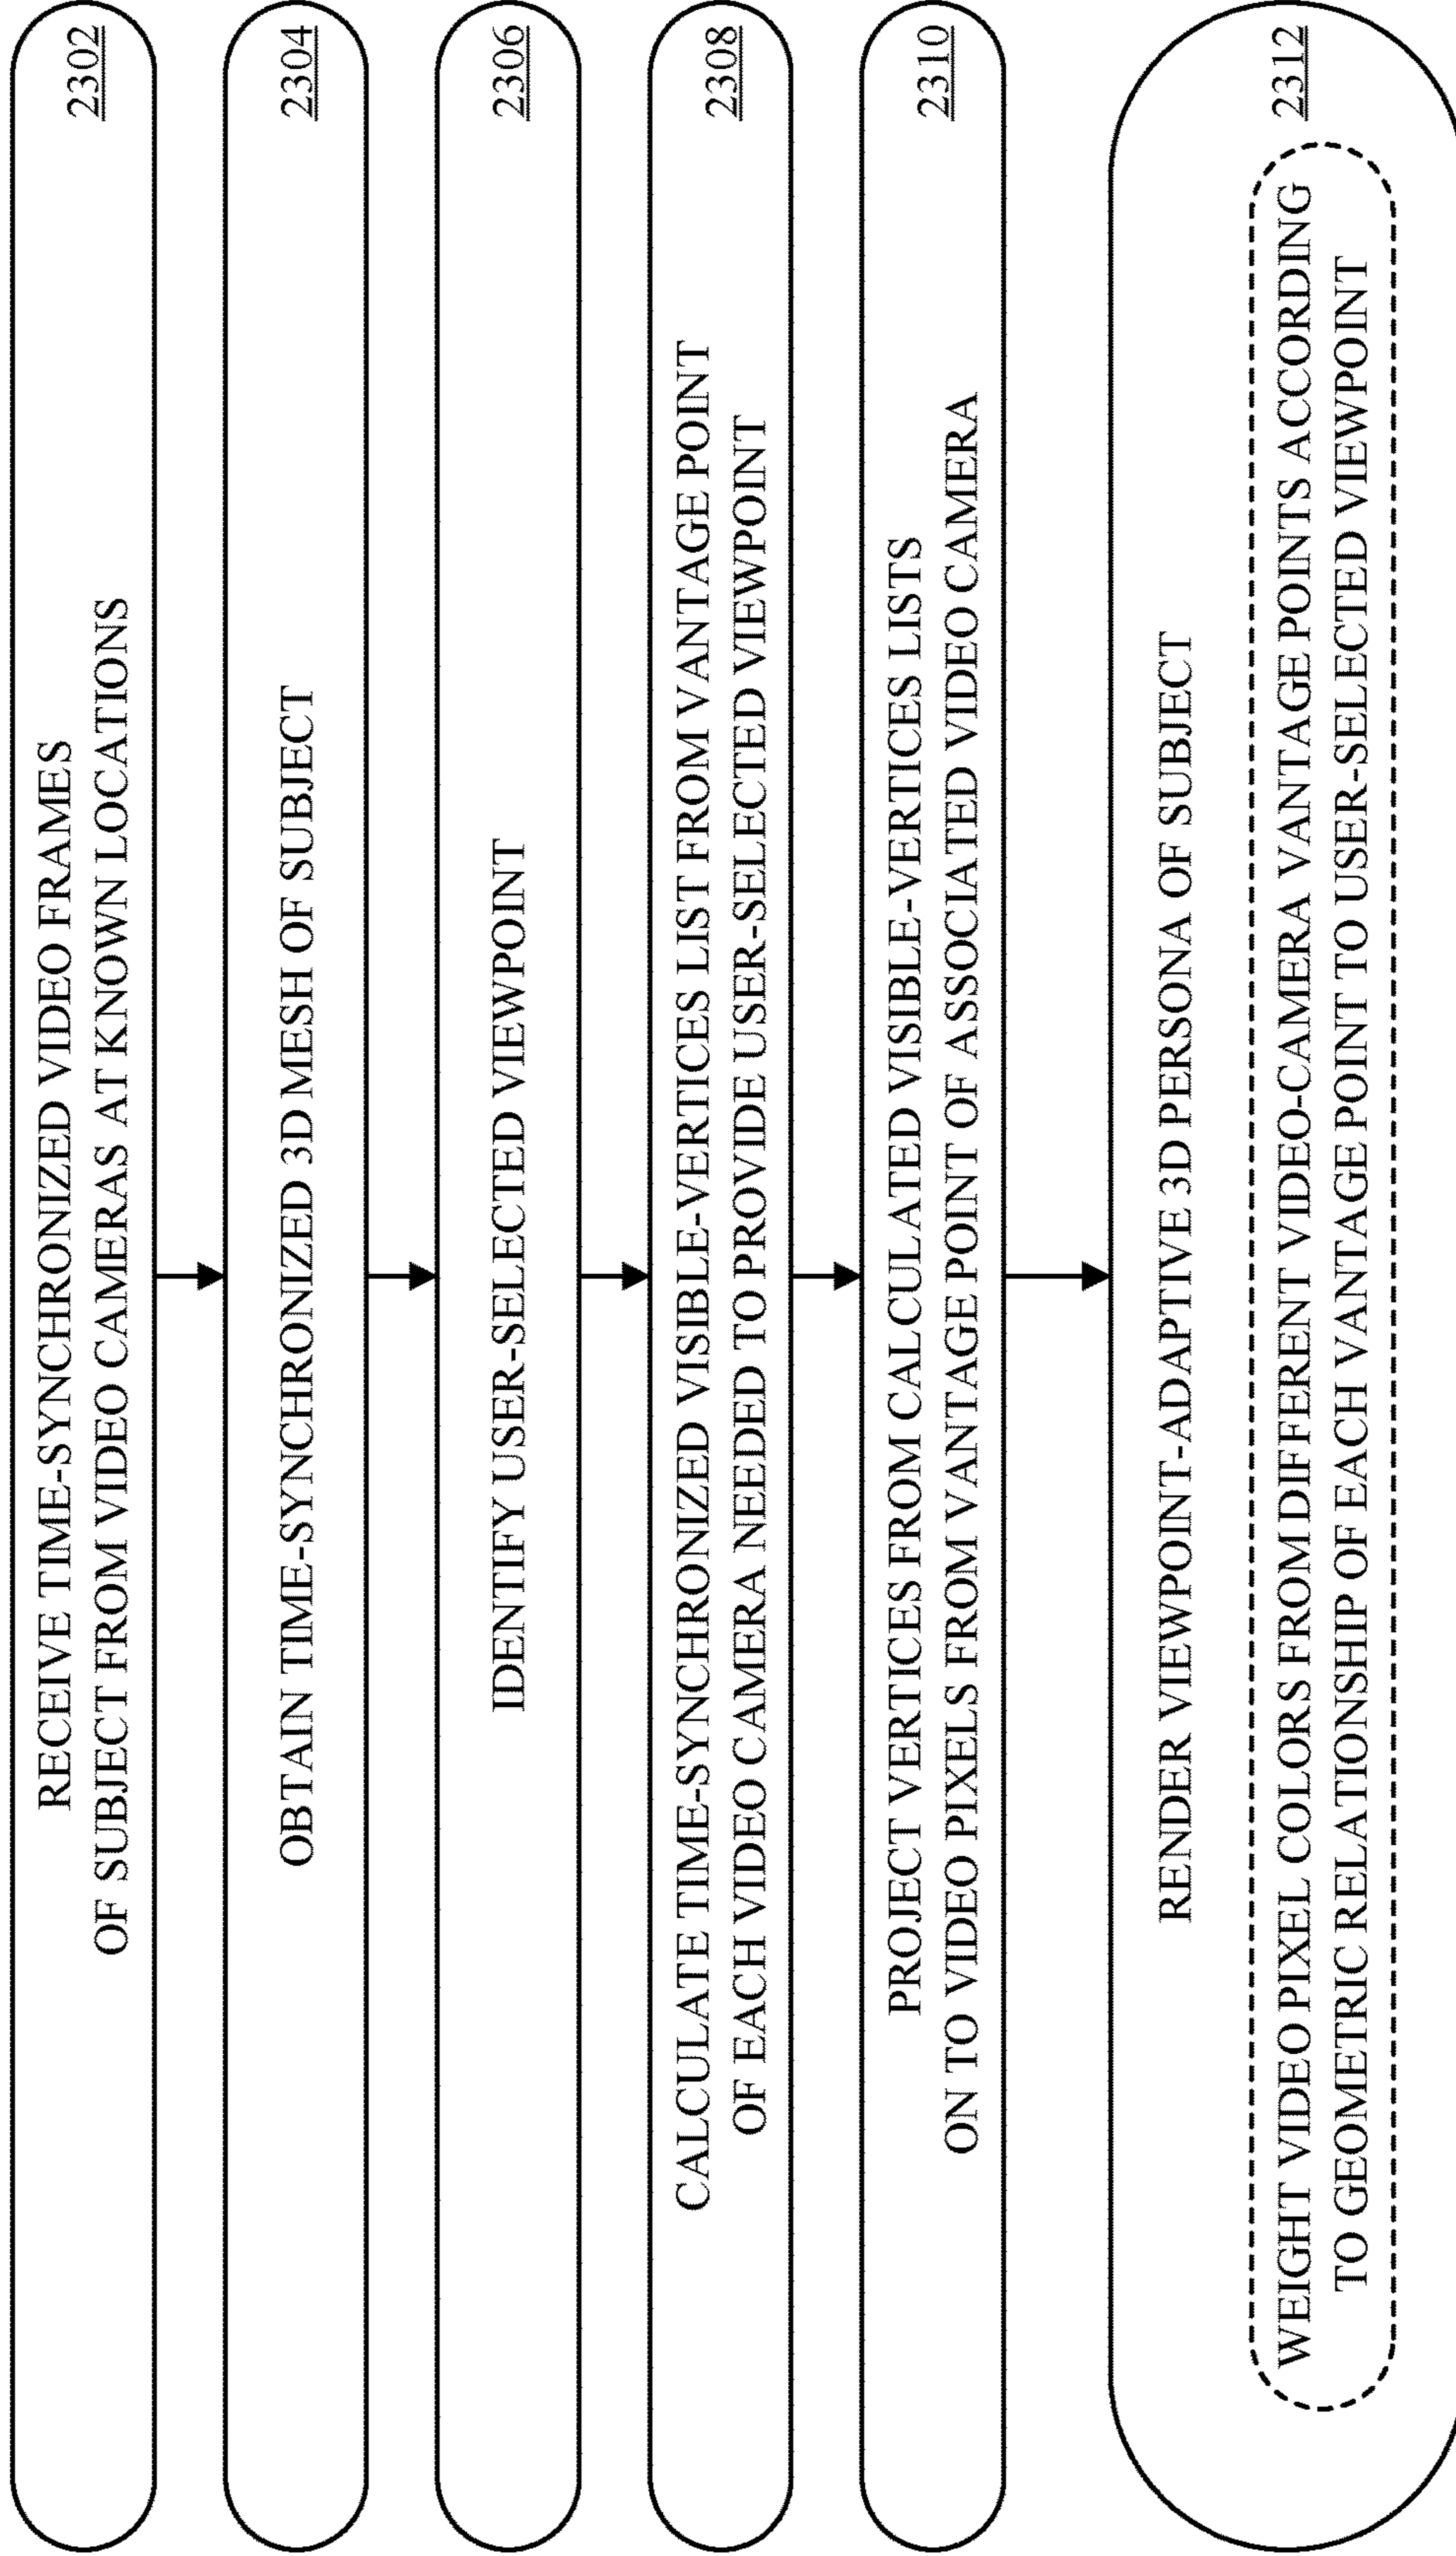 RECEIVE TIME-SYNCHRONIZED VIDEO FRAMES
OF SUBJECT FROM VIDEO CAMERAS AT KNOWN LOCATIONS
2302
OBTAIN TIME-SYNCHRONIZED 3D MESH OF SUBJECT
2304
IDENTIFY USER-SELECTED VIEWPOINT
2306
CALCULATE TIME-SYNCHRONIZED VISIBLE-VERTICES LIST FROM VANTAGE POINT
OF EACH VIDEO CAMERA NEEDED TO PROVIDE USER-SELECTED VIEWPOINT
2308
PROJECT VERTICES FROM CALCULATED VISIBLE-VERTICES LISTS
ON TO VIDEO PIXELS FROM VANTAGE POINT OF ASSOCIATED VIDEO CAMERA
2310
RENDER VIEWPOINT-ADAPTIVE 3D PERSONA OF SUBJECT
WEIGHT VIDEO PIXEL COLORS FROM DIFFERENT VIDEO-CAMERA VANTAGE POINTS ACCORDING
TO GEOMETRIC RELATIONSHIP OF EACH VANTAGE POINT TO USER-SELECTED VIEWPOINT
2312